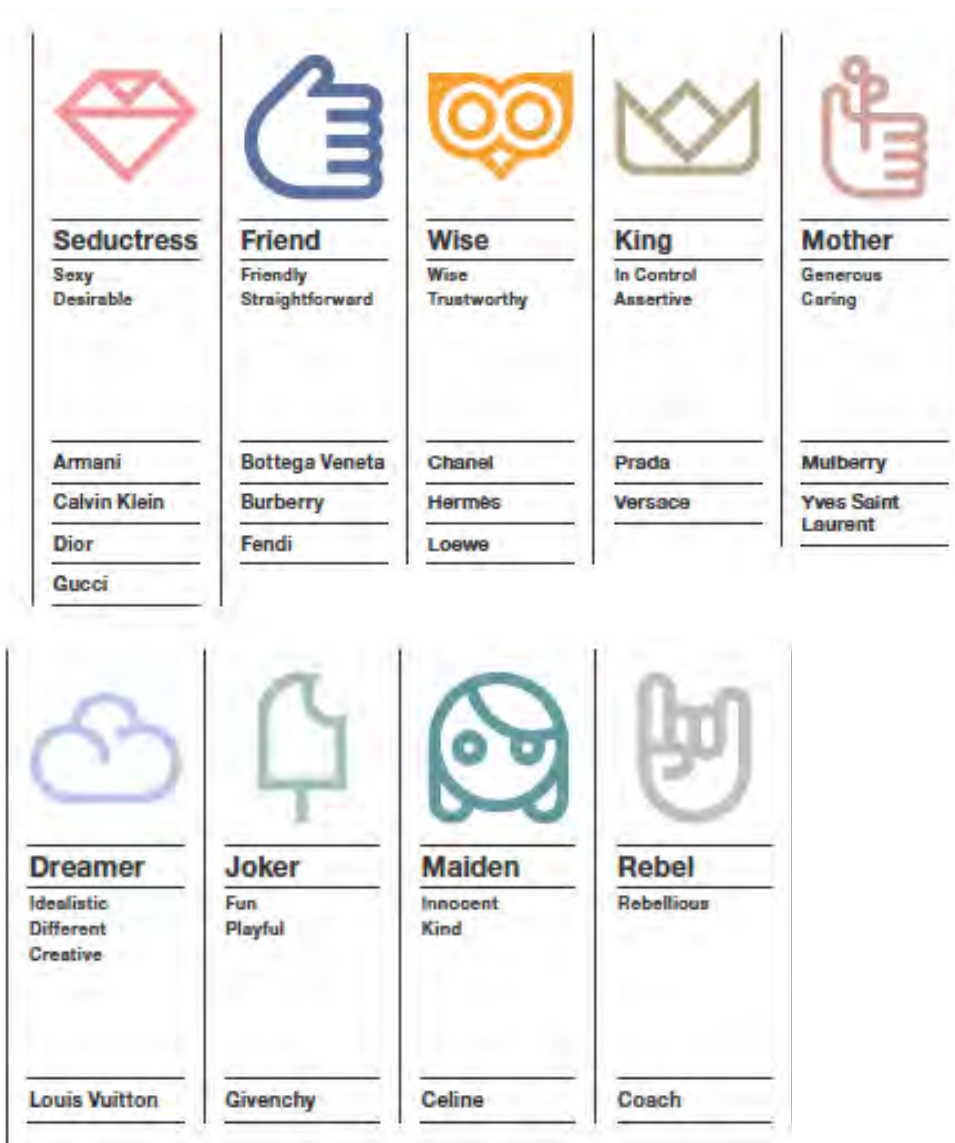 Seductress
Sexy
Desirable
Armani
Calvin Klein
Dior
Gucci
Friend
Friendly
Straightforward
Bottega Veneta
Burberry
Fendi
Wise
Wise
Trustworthy
Chanel
Hermès
Loewe
King
In Control
Assertive
Prada
Versace
Mother
Generous
Caring
Mulberry
Yves Saint
Laurent
Dreamer
Idealistic
Different
Creative
Louis Vuitton
Joker
Fun
Playful
Givenchy
Maiden
Innocent
Kind
Celine
Rebel
Rebellious
Coach